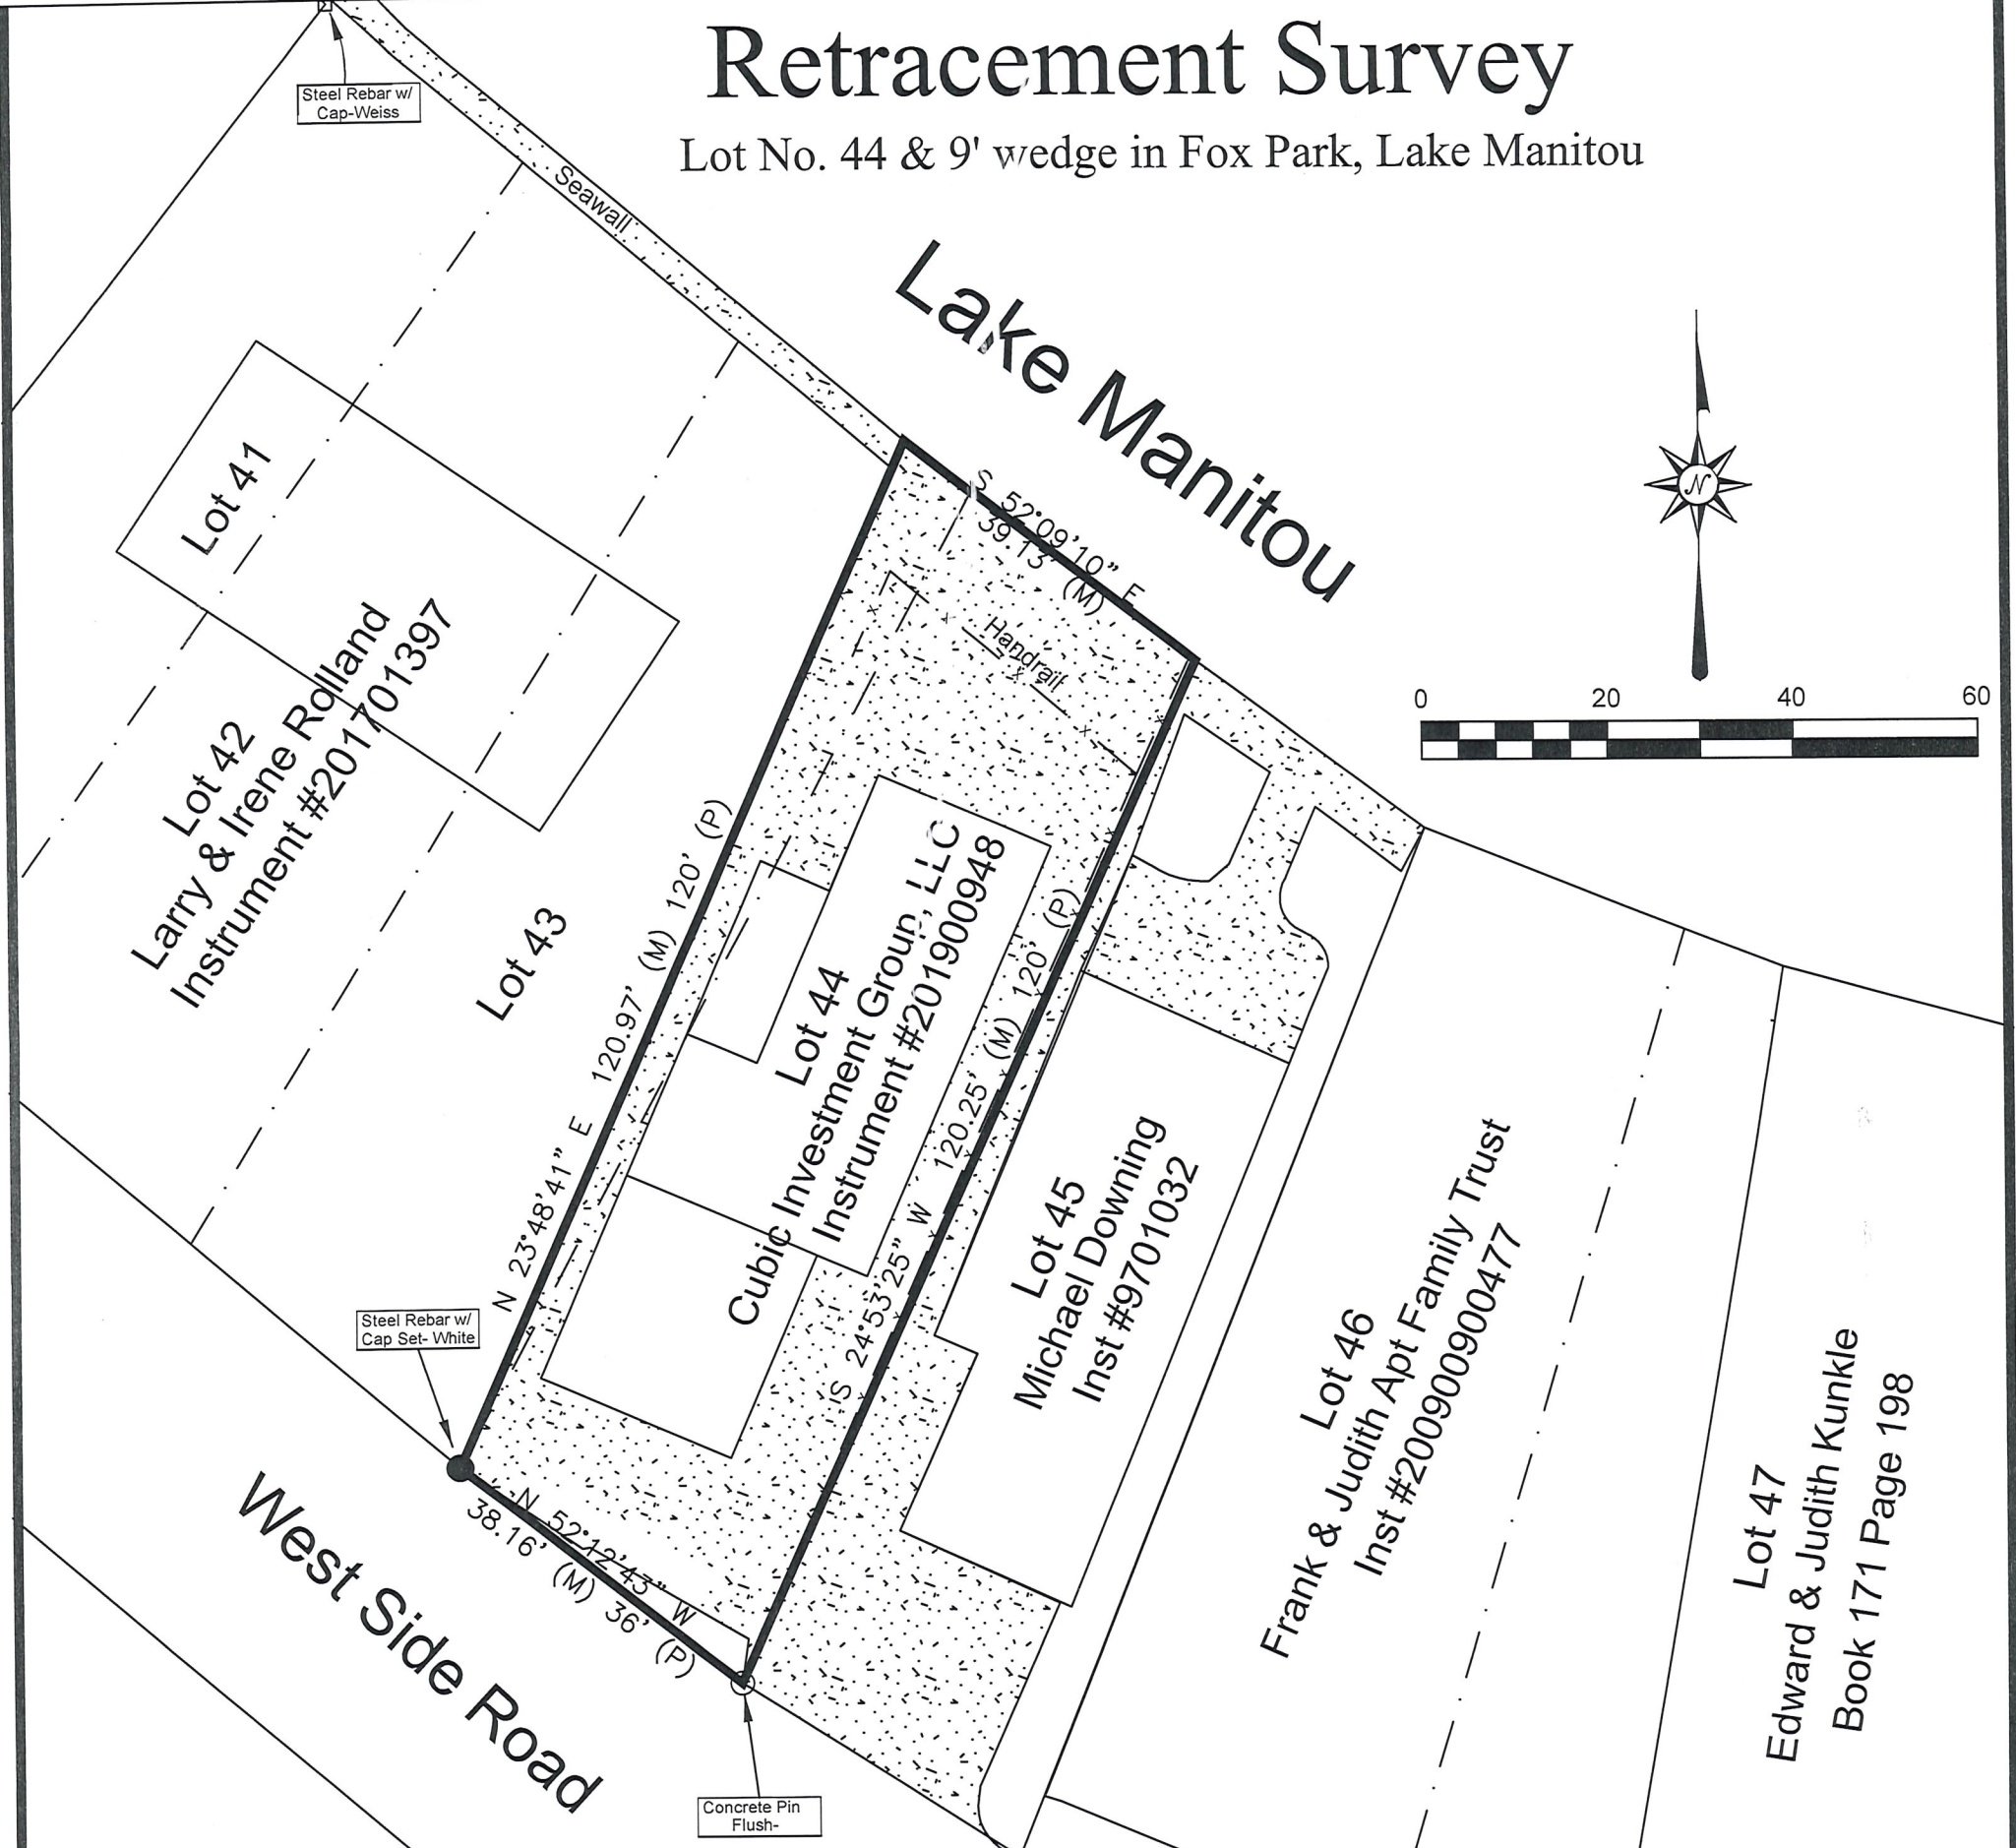 Retracement Survey
Lot No. 44 & 9' wedge in Fox Park, Lake Manitou
Steel Rebar w/
Cap-Weiss
Seawall
Lake Manitou
N
0 20 40 60
S 52°09'10" E
39.13' (M)
Handrail
Lot 41
Lot 42
Larry & Irene Rolland
Instrument #201701397
Lot 43
N 23°48'41" E 120.97' (M) 120' (P)
Lot 44
Cubic Investment Group, LLC
Instrument #201900948
S 24°53'25" W 120.25' (M) 120' (P)
Lot 45
Michael Downing
Inst #9701032
Lot 46
Frank & Judith Apt Family Trust
Inst #200900900477
Lot 47
Edward & Judith Kunkle
Book 171 Page 198
Steel Rebar w/
Cap Set- White
N 52°12'43" W
38.16' (M) 36' (P)
West Side Road
Concrete Pin
Flush-